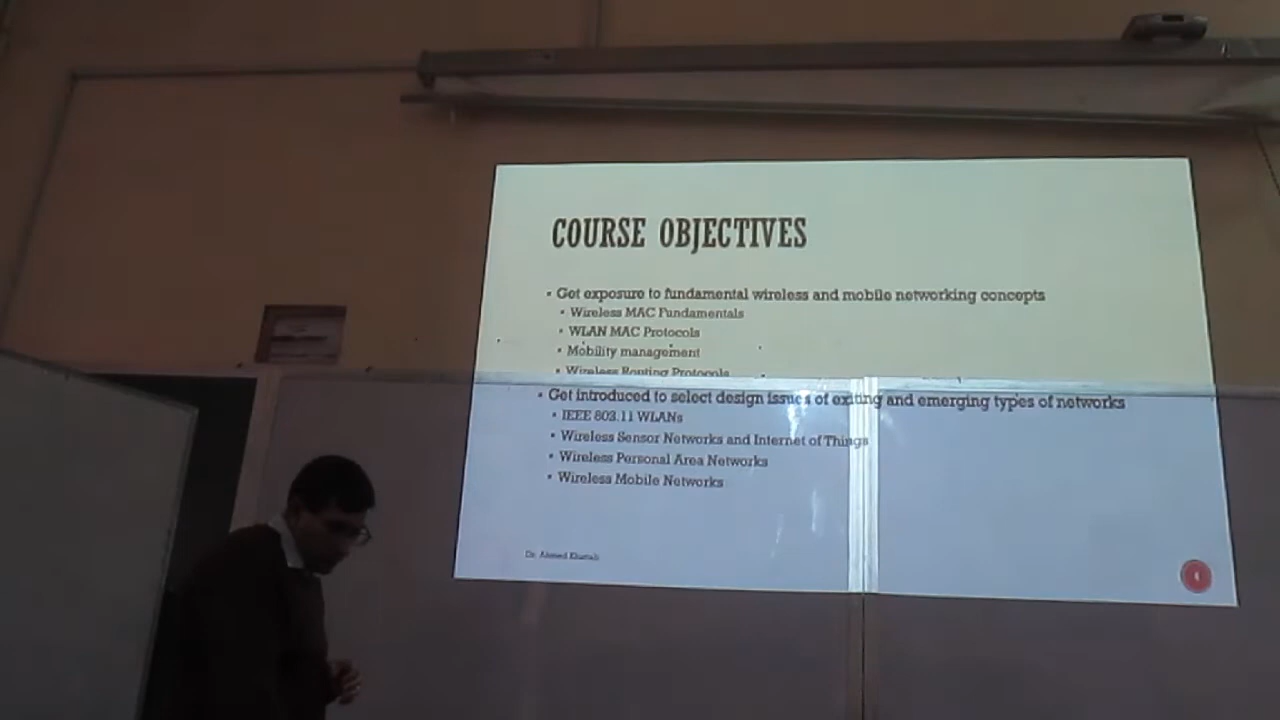 COURSE OBJECTIVES
▪ Get exposure to fundamental wireless and mobile networking concepts
▪ Wireless MAC Fundamentals
▪ WLAN MAC Protocols
▪ Mobility management
▪ Wireless Routing Protocols
▪ Get introduced to select design issues of exiting and emerging types of networks
▪ IEEE 802.11 WLANs
▪ Wireless Sensor Networks and Internet of Things
▪ Wireless Personal Area Networks
▪ Wireless Mobile Networks
Dr. Ahmed Khattab